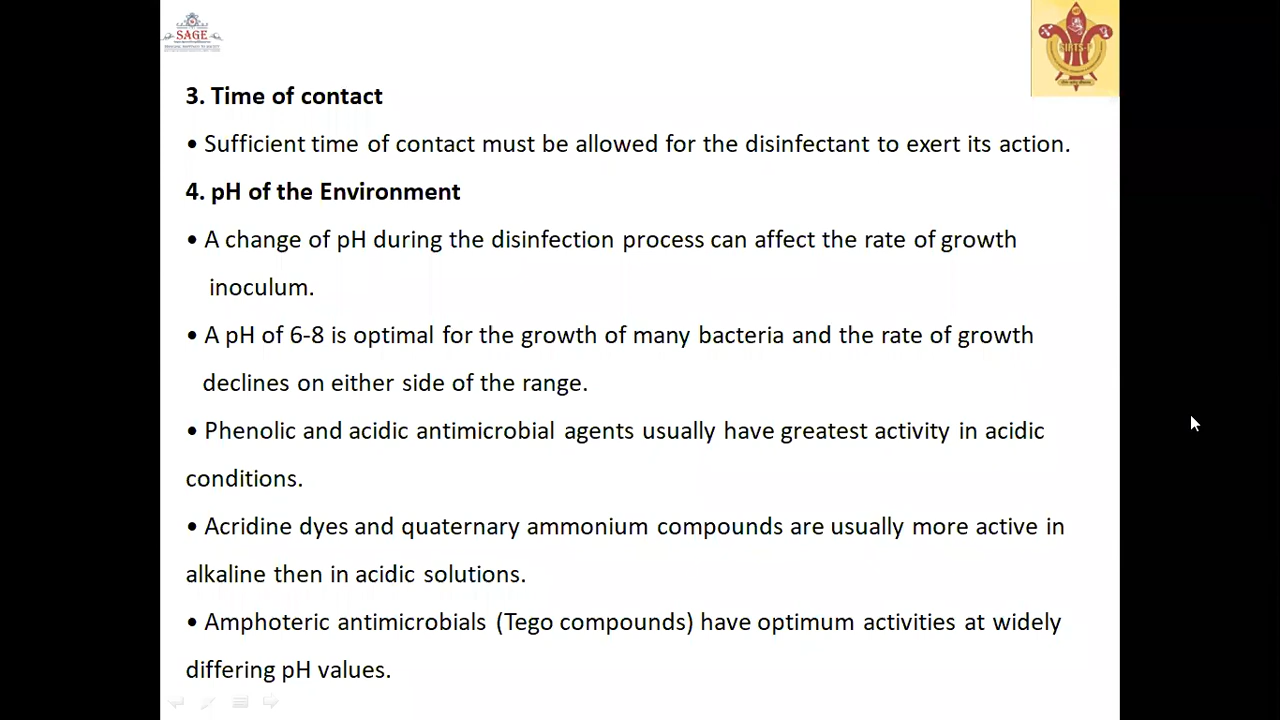 SAGE
SIRTS-P
3. Time of contact
• Sufficient time of contact must be allowed for the disinfectant to exert its action.
4. pH of the Environment
• A change of pH during the disinfection process can affect the rate of growth
inoculum.
• A pH of 6-8 is optimal for the growth of many bacteria and the rate of growth
declines on either side of the range.
• Phenolic and acidic antimicrobial agents usually have greatest activity in acidic
conditions.
• Acridine dyes and quaternary ammonium compounds are usually more active in
alkaline then in acidic solutions.
• Amphoteric antimicrobials (Tego compounds) have optimum activities at widely
differing pH values.